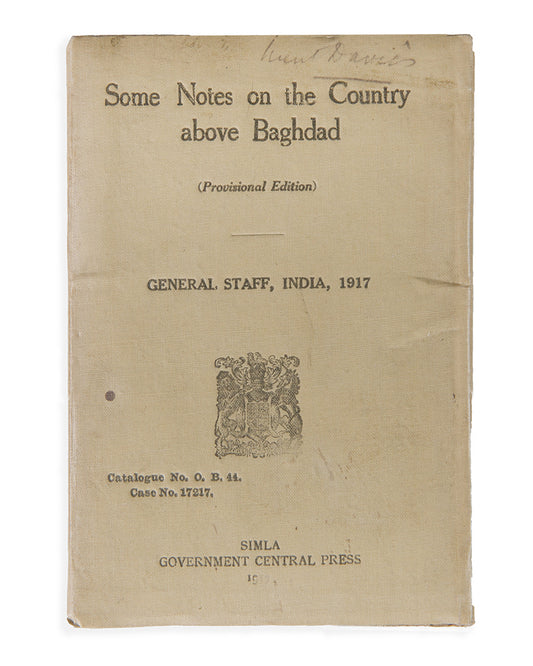 Davies
Some Notes on the Country
above Baghdad
(Provisional Edition)
GENERAL STAFF, INDIA, 1917
Catalogue No. O. B. 44.
Case No. 17217.
SIMLA
GOVERNMENT CENTRAL PRESS